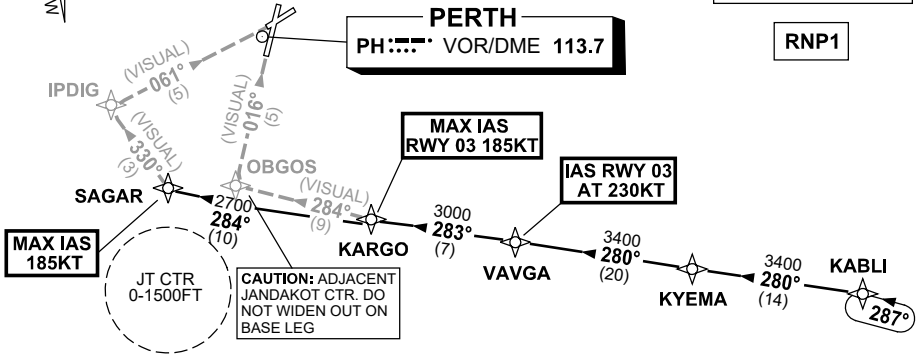 PERTH
PH VOR/DME 113.7
RNP1
(VISUAL)
061°
(5)
IPDIG
(VISUAL)
016°
(5)
(VISUAL)
330°
(3)
MAX IAS
RWY 03 185KT
OBGOS
IAS RWY 03
AT 230KT
SAGAR
2700
284°
(10)
(VISUAL)
284°
(9)
KARGO
3000
283°
(7)
VAVGA
3400
280°
(20)
KYEMA
3400
280°
(14)
KABLI
287°
MAX IAS
185KT
JT CTR
0-1500FT
CAUTION: ADJACENT
JANDAKOT CTR. DO
NOT WIDEN OUT ON
BASE LEG